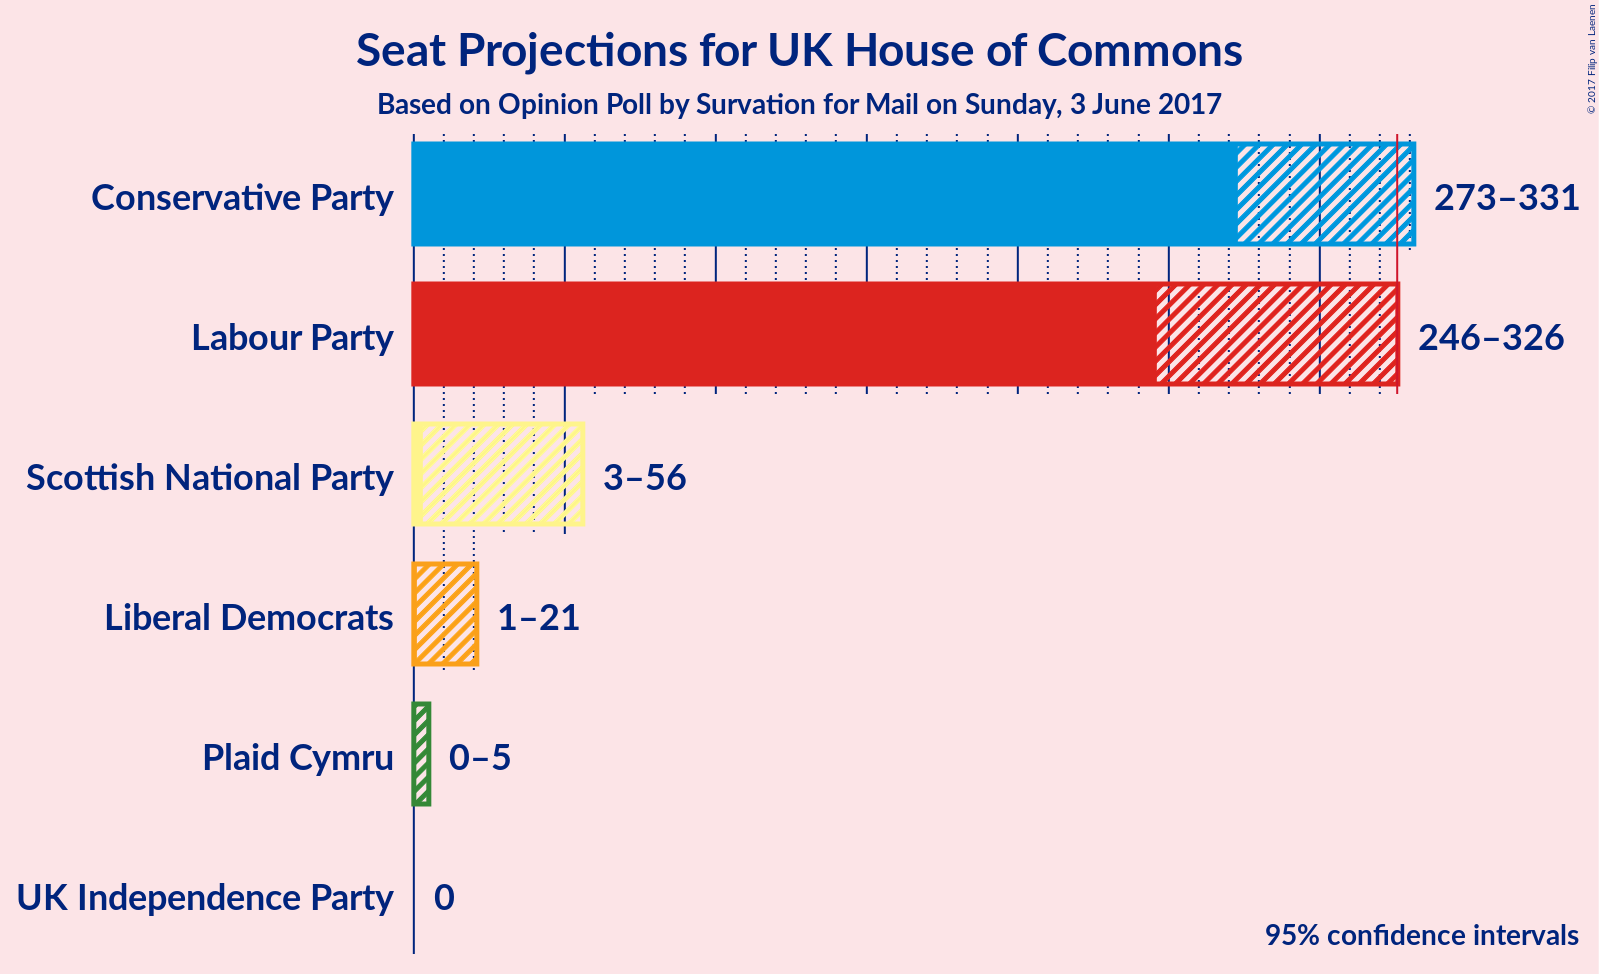 Seat Projections for UK House of Commons
Based on Opinion Poll by Survation for Mail on Sunday, 3 June 2017
© 2017 Filip van Laenen
Conservative Party 273–331
Labour Party 246–326
Scottish National Party 3–56
Liberal Democrats 1–21
Plaid Cymru 0–5
UK Independence Party 0
95% confidence intervals